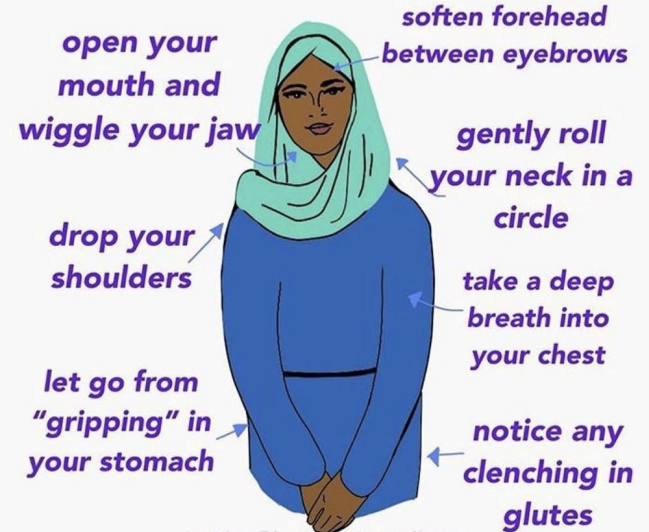 open your
mouth and
wiggle your jaw
soften forehead
between eyebrows
gently roll
your neck in a
circle
drop your
shoulders
take a deep
breath into
your chest
let go from
"gripping" in
your stomach
notice any
clenching in
glutes